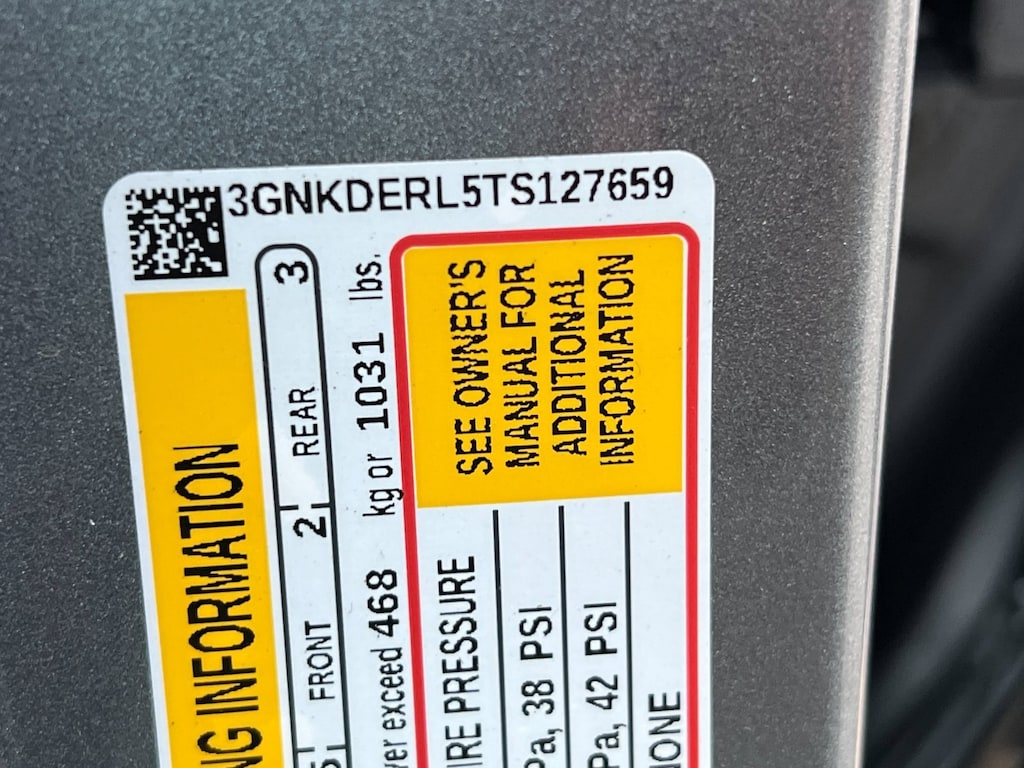 3GNKDERL5TS127659
NG INFORMATION
FRONT 2 REAR 3
ver exceed 468 kg or 1031 lbs.
IRE PRESSURE
Pa, 38 PSI
Pa, 42 PSI
IONE
SEE OWNER'S
MANUAL FOR
ADDITIONAL
INFORMATION